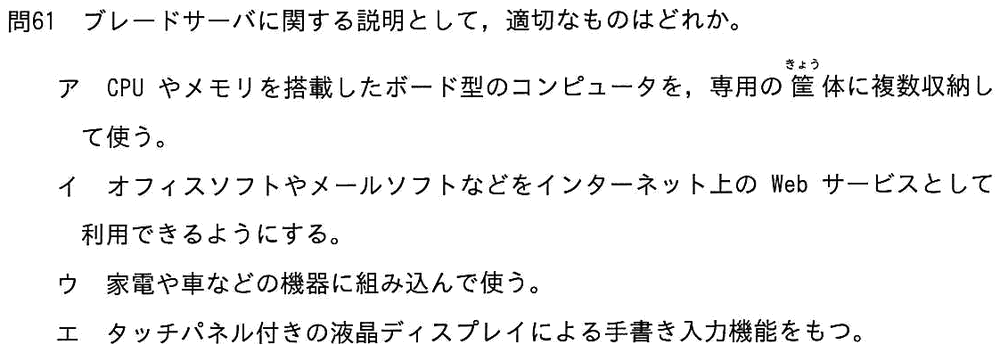 問61　ブレードサーバに関する説明として，適切なものはどれか。
ア　CPU やメモリを搭載したボード型のコンピュータを，専用の筐体に複数収納し
きょう
て使う。
イ　オフィスソフトやメールソフトなどをインターネット上の Web サービスとして
利用できるようにする。
ウ　家電や車などの機器に組み込んで使う。
エ　タッチパネル付きの液晶ディスプレイによる手書き入力機能をもつ。